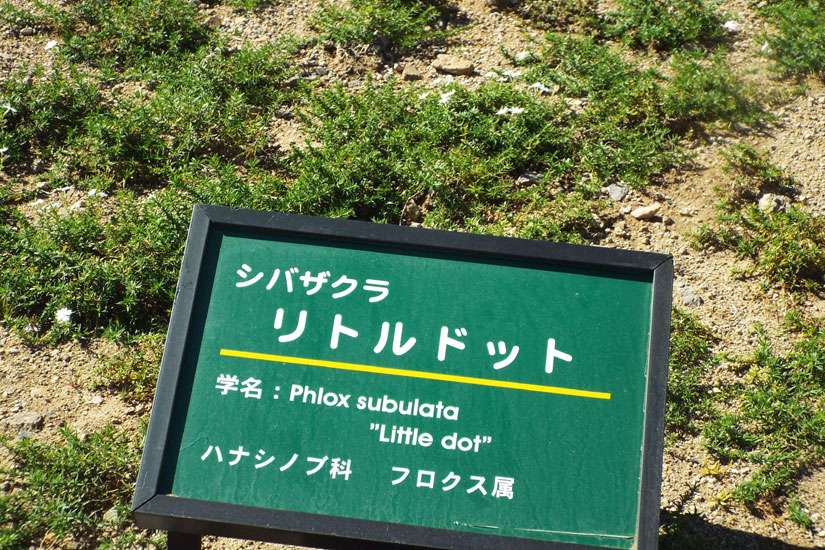 シバザクラ
リトルドット
学名：Phlox subulata
"Little dot"
ハナシノブ科　フロクス属